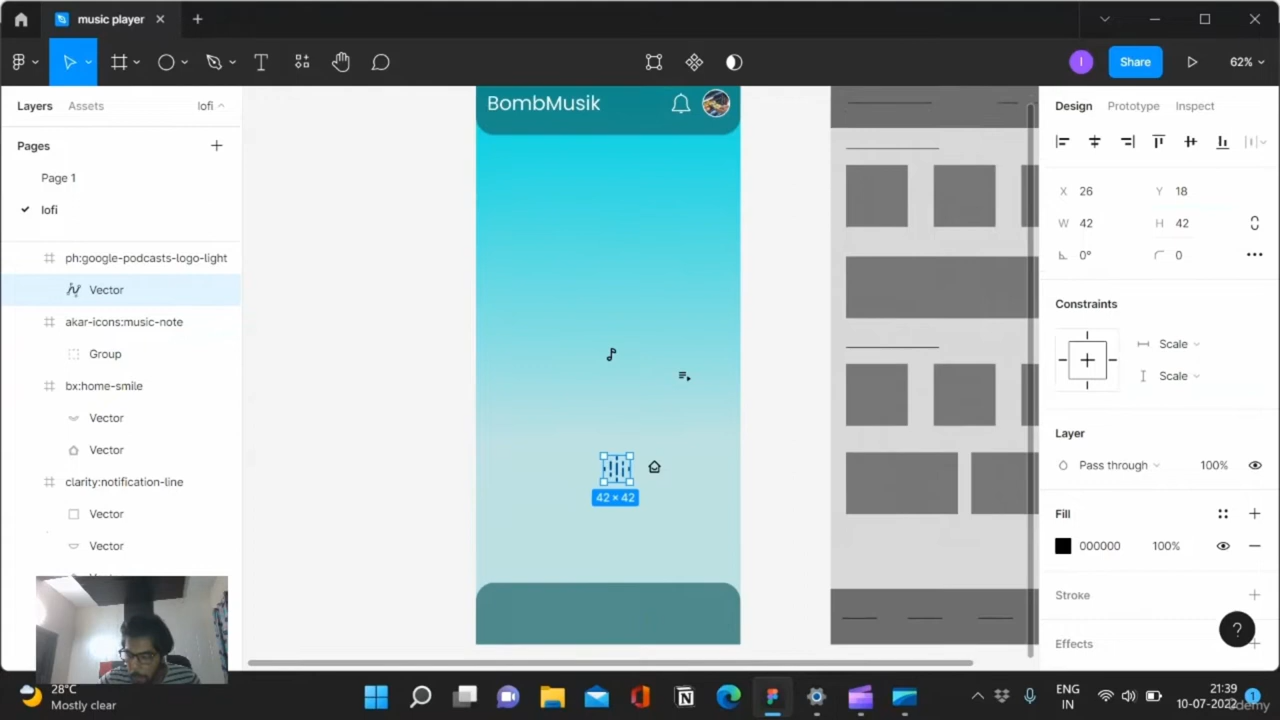 music player
Share
62%
Layers
Assets
lofi
Pages
Page 1
lofi
ph:google-podcasts-logo-light
Vector
akar-icons:music-note
Group
bx:home-smile
Vector
Vector
clarity:notification-line
Vector
Vector
BombMusik
42 × 42
Design
Prototype
Inspect
X 26
Y 18
W 42
H 42
0°
0
Constraints
Scale
Scale
Layer
Pass through
100%
Fill
000000
100%
Stroke
Effects
?
28°C
Mostly clear
ENG
IN
21:39
10-07-2022
1
Udemy